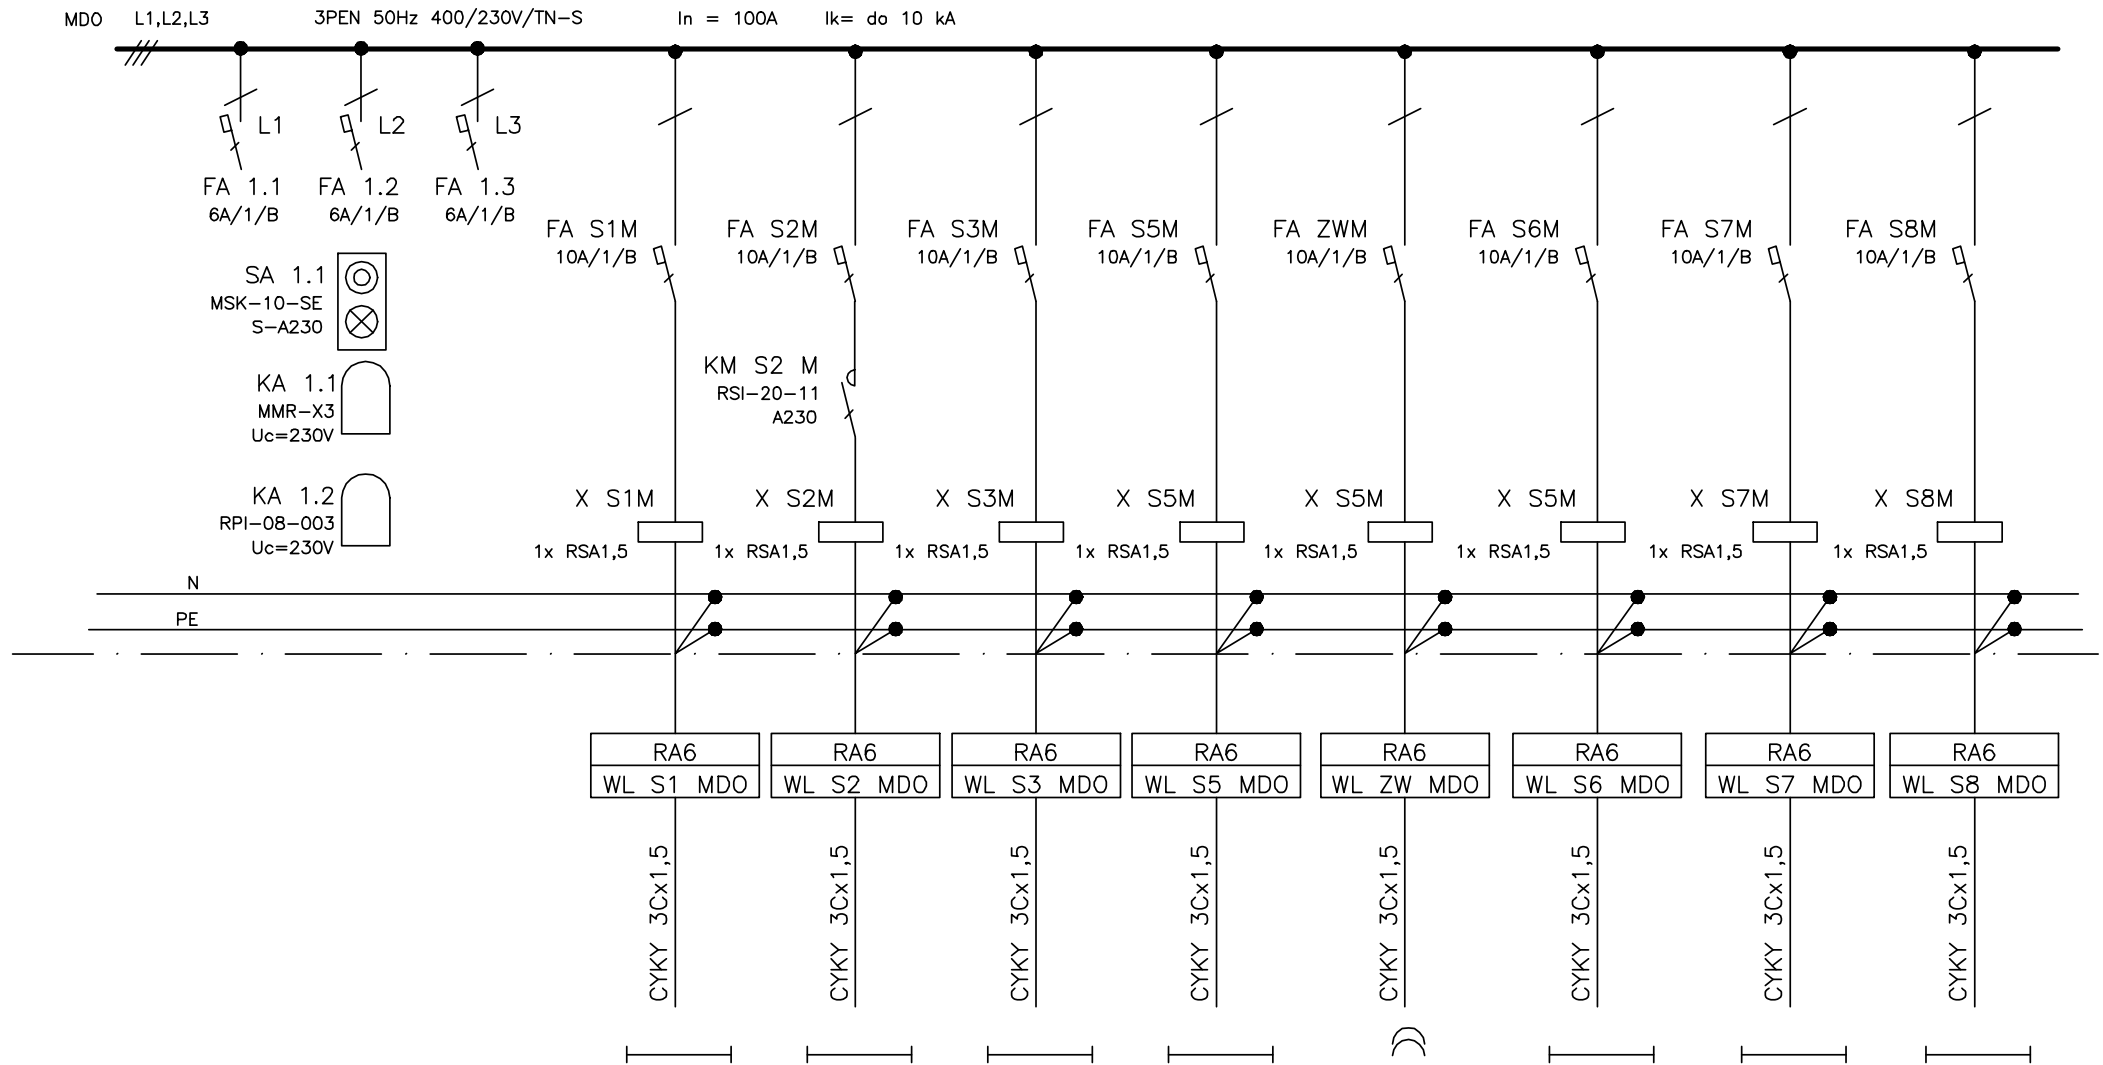 MDO L1,L2,L3 3PEN 50Hz 400/230V/TN-S In = 100A Ik= do 10 kA
L1 L2 L3
FA 1.1 FA 1.2 FA 1.3
6A/1/B 6A/1/B 6A/1/B
FA S1M FA S2M FA S3M FA S5M FA ZWM FA S6M FA S7M FA S8M
10A/1/B 10A/1/B 10A/1/B 10A/1/B 10A/1/B 10A/1/B 10A/1/B 10A/1/B
SA 1.1
MSK-10-SE
S-A230
KM S2 M
RSI-20-11
A230
KA 1.1
MMR-X3
Uc=230V
KA 1.2
RPI-08-003
Uc=230V
X S1M X S2M X S3M X S5M X S5M X S5M X S7M X S8M
1x RSA1,5 1x RSA1,5 1x RSA1,5 1x RSA1,5 1x RSA1,5 1x RSA1,5 1x RSA1,5 1x RSA1,5
N
PE
RA6 RA6 RA6 RA6 RA6 RA6 RA6 RA6
WL S1 MDO WL S2 MDO WL S3 MDO WL S5 MDO WL ZW MDO WL S6 MDO WL S7 MDO WL S8 MDO
CYKY 3Cx1,5 CYKY 3Cx1,5 CYKY 3Cx1,5 CYKY 3Cx1,5 CYKY 3Cx1,5 CYKY 3Cx1,5 CYKY 3Cx1,5 CYKY 3Cx1,5